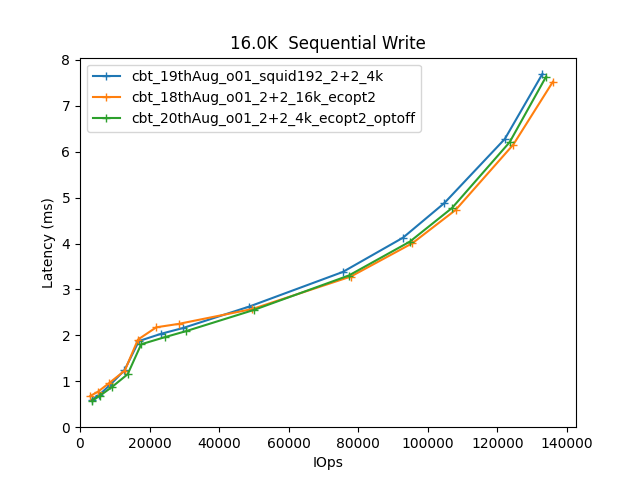 16.0K  Sequential Write
cbt_19thAug_o01_squid192_2+2_4k
cbt_18thAug_o01_2+2_16k_ecopt2
cbt_20thAug_o01_2+2_4k_ecopt2_optoff
8
7
6
5
4
3
2
1
0
Latency (ms)
0 20000 40000 60000 80000 100000 120000 140000
IOps